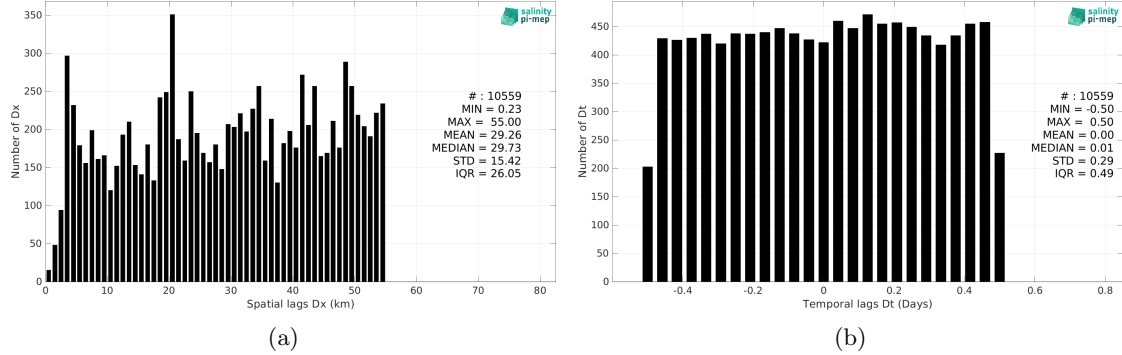 350
300
250
200
150
100
50
0
Number of Dx
0 10 20 30 40 50 60 70 80
Spatial lags Dx (km)
salinity
pi-mep
# : 10559
MIN = 0.23
MAX = 55.00
MEAN = 29.26
MEDIAN = 29.73
STD = 15.42
IQR = 26.05
(a)
450
400
350
300
250
200
150
100
50
0
Number of Dt
-0.4 -0.2 0 0.2 0.4 0.6 0.8
Temporal lags Dt (Days)
salinity
pi-mep
# : 10559
MIN = -0.50
MAX = 0.50
MEAN = 0.00
MEDIAN = 0.01
STD = 0.29
IQR = 0.49
(b)